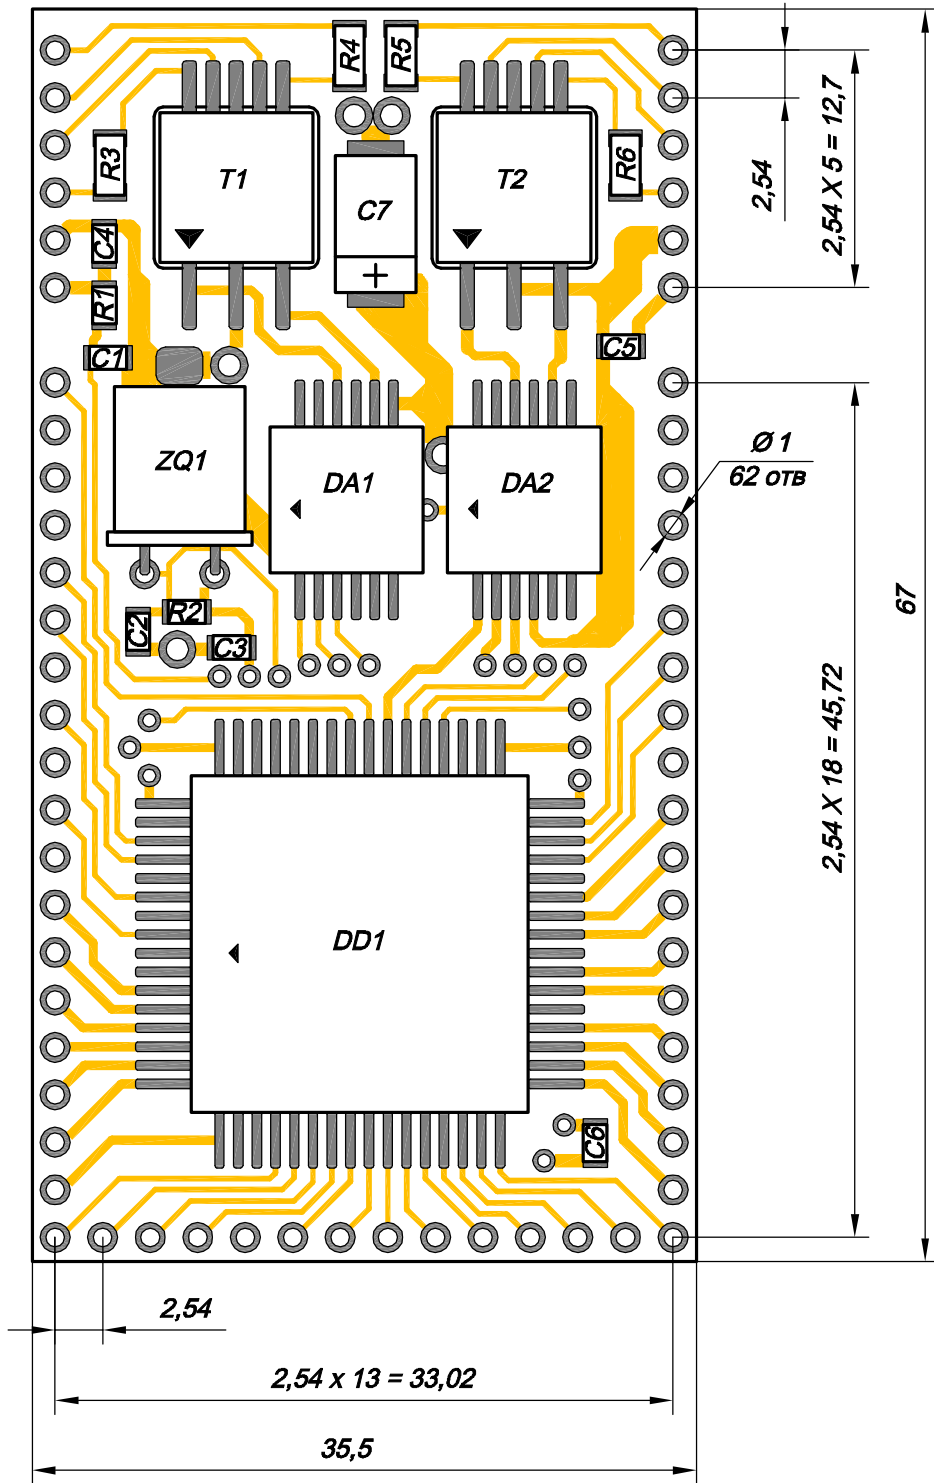 R4
R5
R3
T1
C7
T2
R6
+
C4
R1
C1
C5
ZQ1
DA1
DA2
R2
C2
C3
DD1
C6
2,54
2,54 X 5 = 12,7
Ø 1
62 отв
67
2,54 X 18 = 45,72
2,54
2,54 x 13 = 33,02
35,5